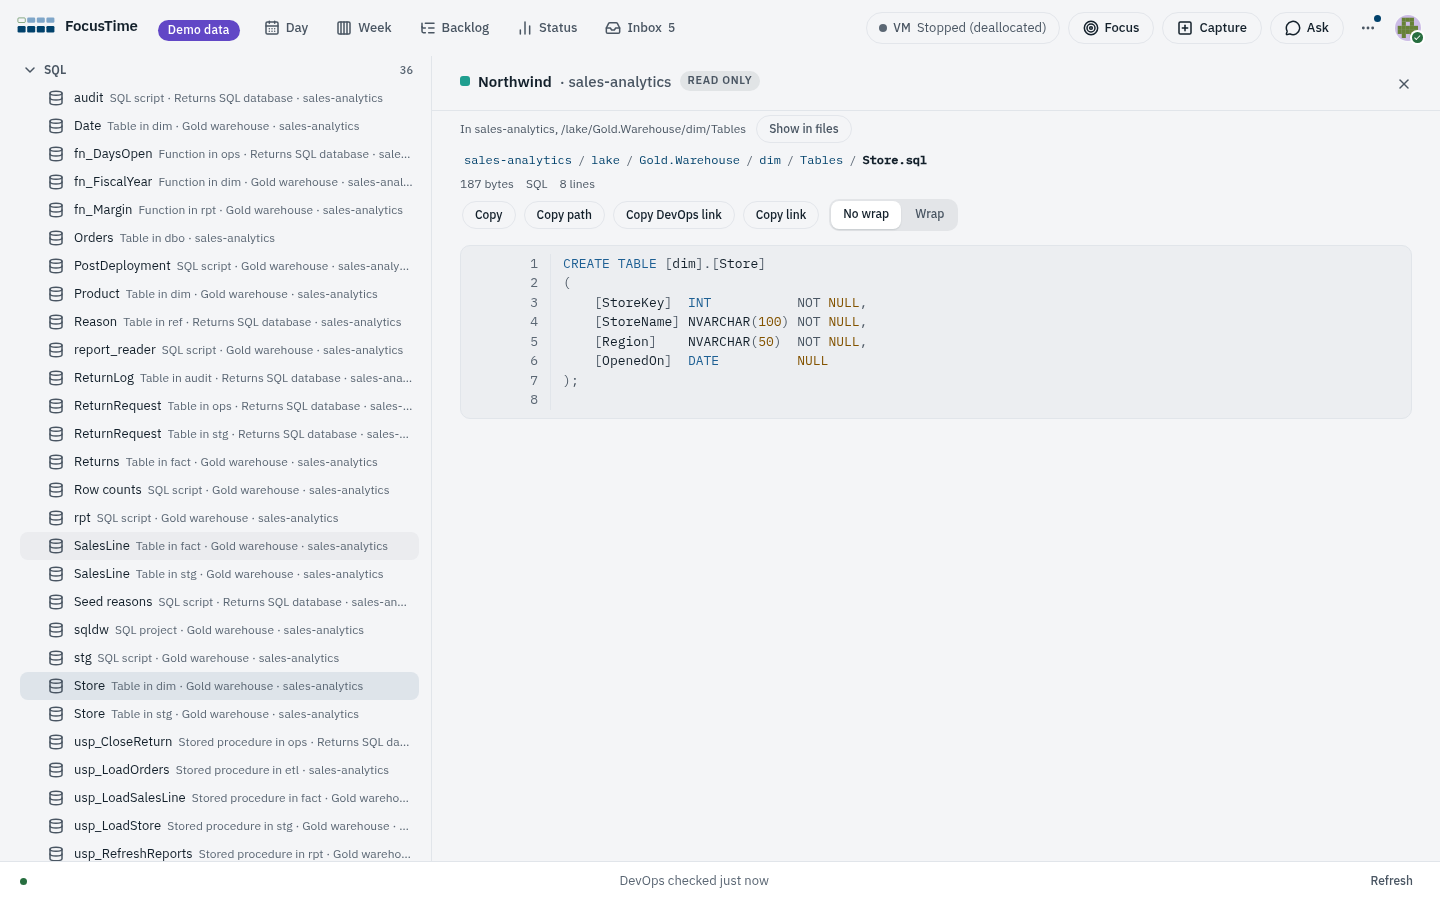 FocusTime
Demo data
Day
Week
Backlog
Status
Inbox 5
VM Stopped (deallocated)
Focus
Capture
Ask
SQL 36
audit SQL script · Returns SQL database · sales-analytics
Date Table in dim · Gold warehouse · sales-analytics
fn_DaysOpen Function in ops · Returns SQL database · sale...
fn_FiscalYear Function in dim · Gold warehouse · sales-anal...
fn_Margin Function in rpt · Gold warehouse · sales-analytics
Orders Table in dbo · sales-analytics
PostDeployment SQL script · Gold warehouse · sales-analy...
Product Table in dim · Gold warehouse · sales-analytics
Reason Table in ref · Returns SQL database · sales-analytics
report_reader SQL script · Gold warehouse · sales-analytics
ReturnLog Table in audit · Returns SQL database · sales-ana...
ReturnRequest Table in ops · Returns SQL database · sales-...
ReturnRequest Table in stg · Returns SQL database · sales-...
Returns Table in fact · Gold warehouse · sales-analytics
Row counts SQL script · Gold warehouse · sales-analytics
rpt SQL script · Gold warehouse · sales-analytics
SalesLine Table in fact · Gold warehouse · sales-analytics
SalesLine Table in stg · Gold warehouse · sales-analytics
Seed reasons SQL script · Returns SQL database · sales-an...
sqldw SQL project · Gold warehouse · sales-analytics
stg SQL script · Gold warehouse · sales-analytics
Store Table in dim · Gold warehouse · sales-analytics
Store Table in stg · Gold warehouse · sales-analytics
usp_CloseReturn Stored procedure in ops · Returns SQL da...
usp_LoadOrders Stored procedure in etl · sales-analytics
usp_LoadSalesLine Stored procedure in fact · Gold wareho...
usp_LoadStore Stored procedure in stg · Gold warehouse · ...
usp_RefreshReports Stored procedure in rpt · Gold wareho...
Northwind · sales-analytics READ ONLY
In sales-analytics, /lake/Gold.Warehouse/dim/Tables Show in files
sales-analytics / lake / Gold.Warehouse / dim / Tables / Store.sql
187 bytes SQL 8 lines
Copy Copy path Copy DevOps link Copy link No wrap Wrap
1 CREATE TABLE [dim].[Store]
2 (
3 [StoreKey] INT NOT NULL,
4 [StoreName] NVARCHAR(100) NOT NULL,
5 [Region] NVARCHAR(50) NOT NULL,
6 [OpenedOn] DATE NULL
7 );
8
DevOps checked just now
Refresh